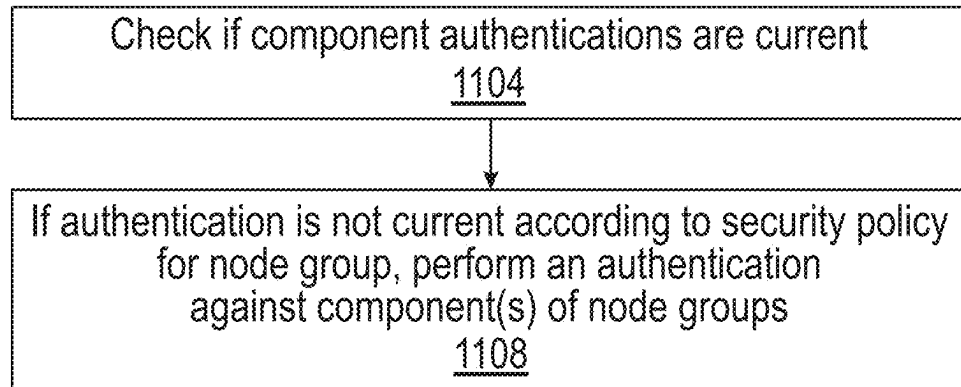 Check if component authentications are current
1104
If authentication is not current according to security policy
for node group, perform an authentication
against component(s) of node groups
1108